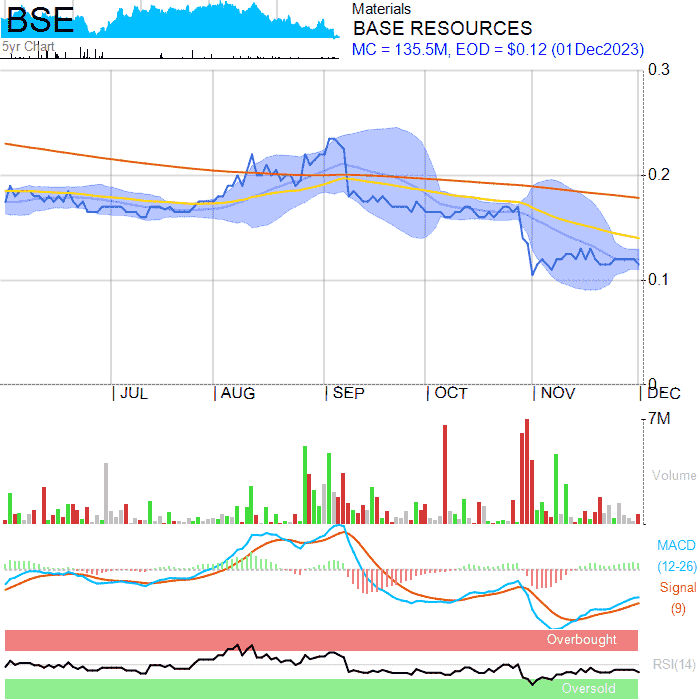 BSE
5yr Chart
Materials
BASE RESOURCES
MC = 135.5M, EOD = $0.12 (01Dec2023)
0.3
0.2
0.1
0
JUL
AUG
SEP
OCT
NOV
DEC
7M
Volume
MACD
(12-26)
Signal
(9)
Overbought
RSI(14)
Oversold